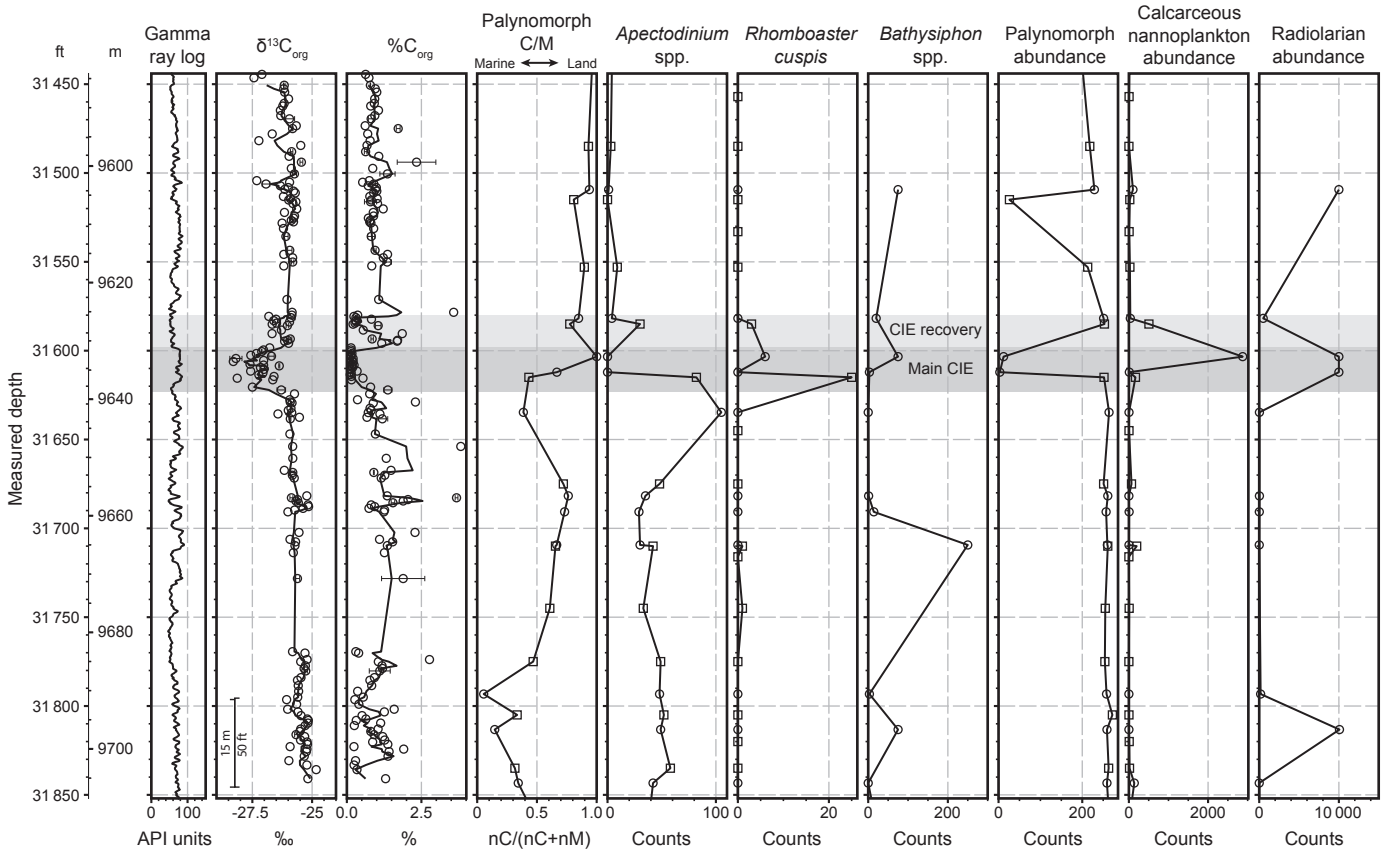 ft
m
Gamma
ray log
δ13Corg
%Corg
Palynomorph
C/M
Marine ↔ Land
Apectodinium
spp.
Rhomboaster
cuspis
Bathysiphon
spp.
Palynomorph
abundance
Calcarceous
nannoplankton
abundance
Radiolarian
abundance
Measured depth
31 450
31 500
31 550
31 600
31 650
31 700
31 750
31 800
31 850
9600
9620
9640
9660
9680
9700
CIE recovery
Main CIE
15 m
50 ft
0 100
-27.5 -25
0.0 2.5
0 0.5 1.0
0 100
0 20
0 200
0 200
0 2000
0 10 000
API units
‰
%
nC/(nC+nM)
Counts
Counts
Counts
Counts
Counts
Counts